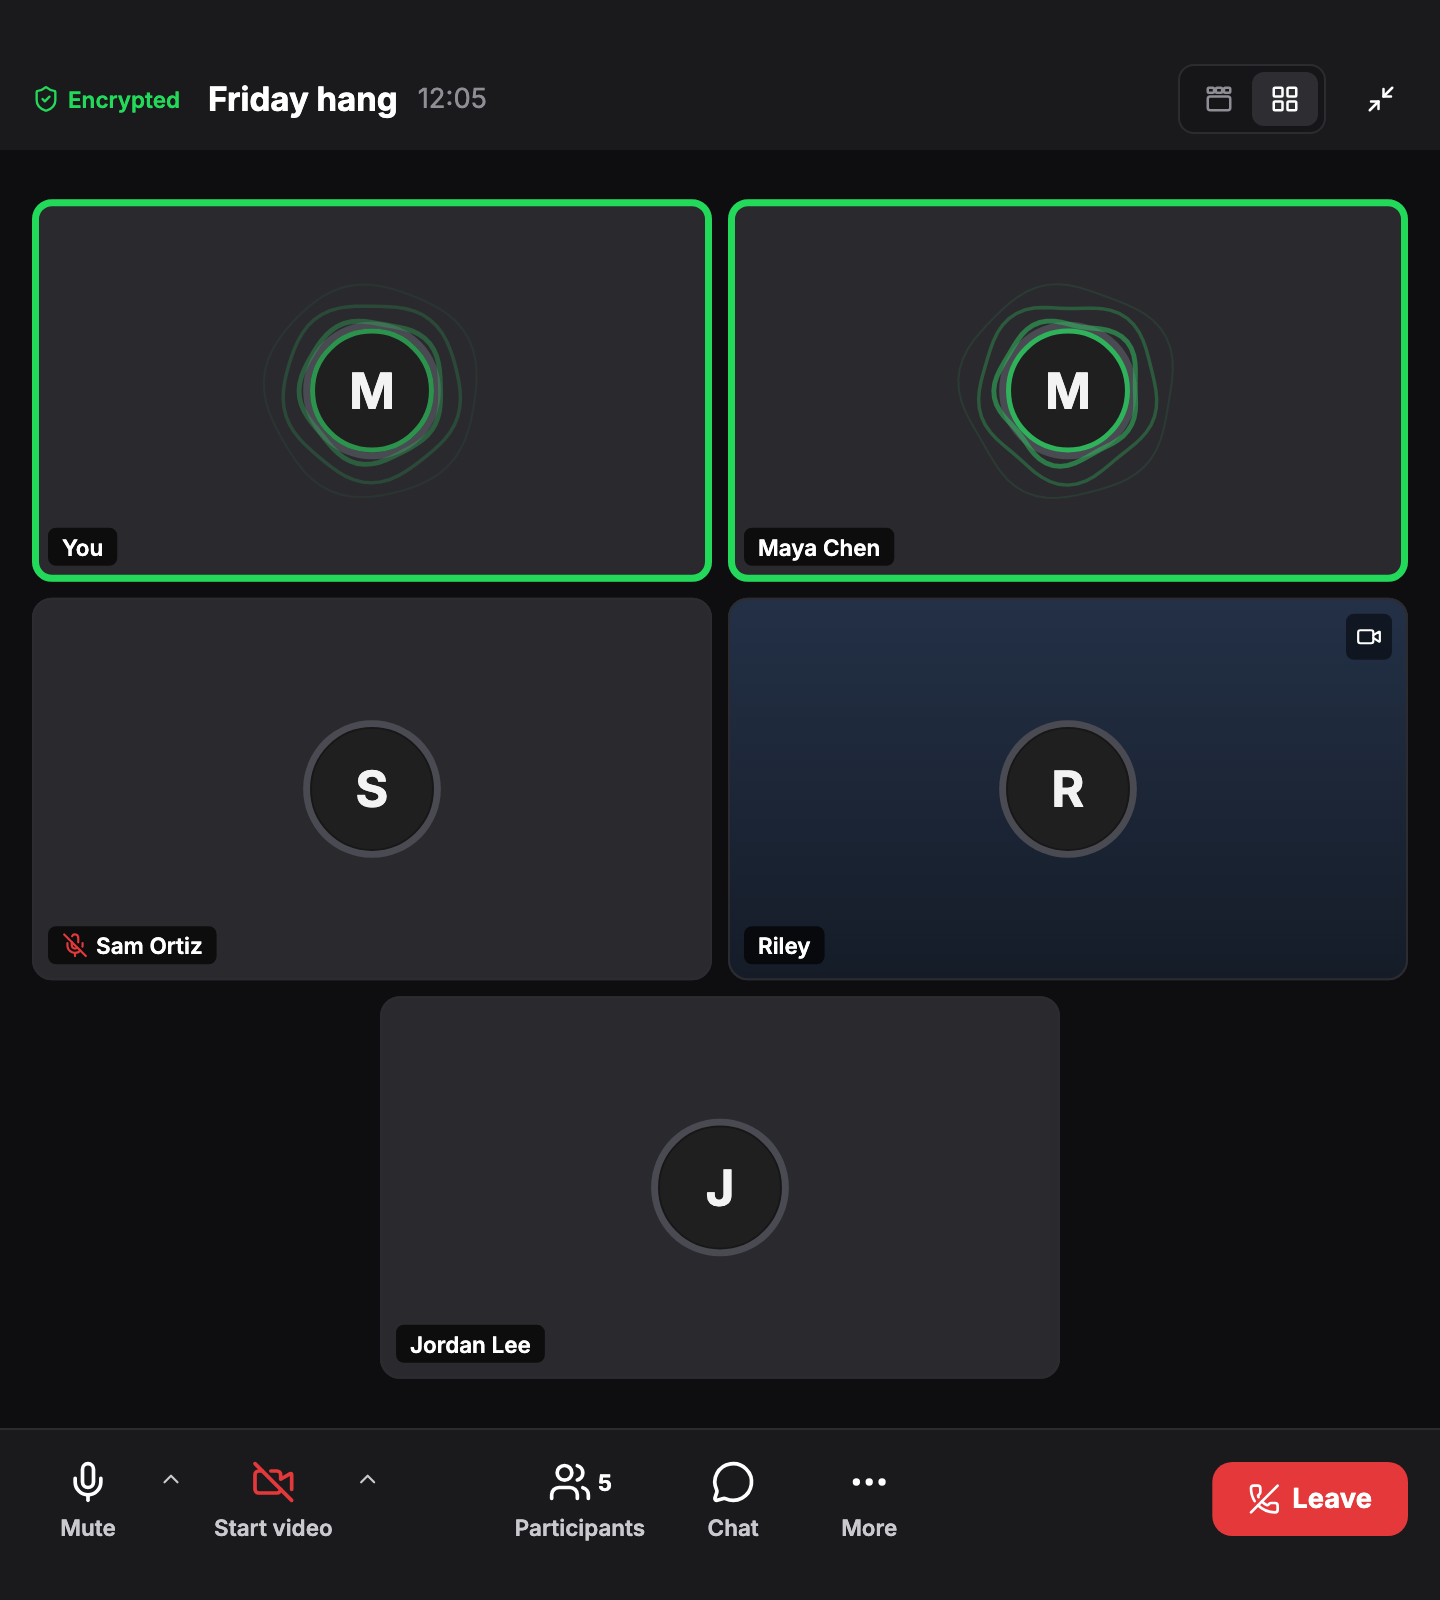 Encrypted Friday hang 12:05
M
You
M
Maya Chen
S
Sam Ortiz
R
Riley
J
Jordan Lee
5
Mute
Start video
Participants
Chat
More
Leave